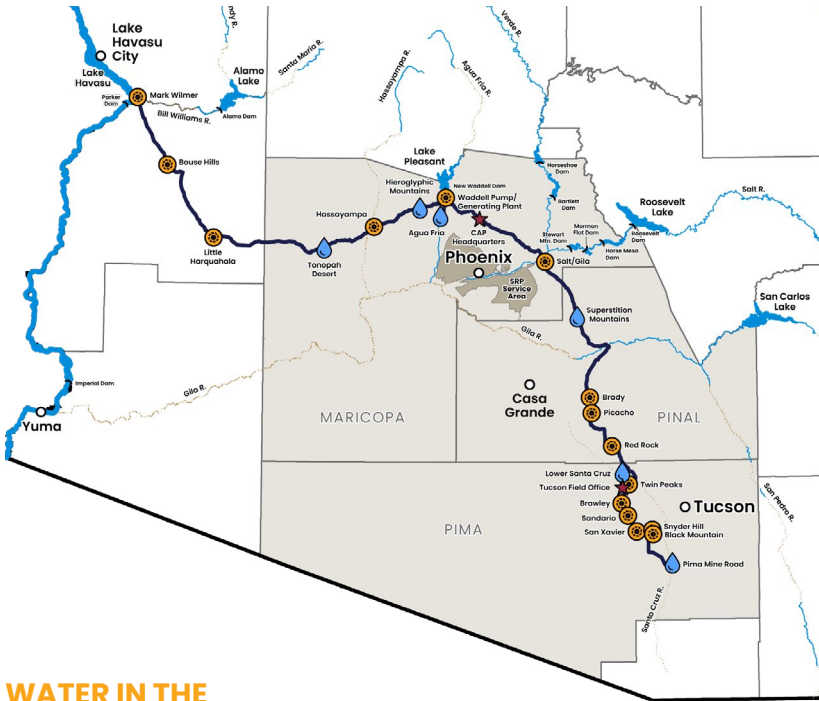 Lake
Havasu
City
Lake
Havasu
Parker
Dam
Mark Wilmer
Bill Williams R.
Alamo
Lake
Alamo Dam
Santa Maria R.
Hassayampa R.
Agua Fria R.
Verde R.
Bouse Hills
Little
Harquahala
Tonopah
Desert
Hassayampa
Hieroglyphic
Mountains
Lake
Pleasant
New Waddell Dam
Waddell Pump/
Generating Plant
Agua Fria
CAP
Headquarters
Phoenix
SRP
Service
Area
Horseshoe
Dam
Bartlett
Dam
Stewart
Mtn. Dam
Mormon
Flat Dam
Horse Mesa
Dam
Roosevelt
Dam
Roosevelt
Lake
Salt R.
Salt/Gila
Superstition
Mountains
San Carlos
Lake
Gila R.
Gila R.
Imperial Dam
Yuma
MARICOPA
Casa
Grande
Brady
Picacho
PINAL
Red Rock
Lower Santa Cruz
Tucson Field Office
Twin Peaks
Brawley
Sandario
San Xavier
Snyder Hill
Black Mountain
Tucson
PIMA
Pima Mine Road
Santa Cruz R.
San Pedro R.
WATER IN THE